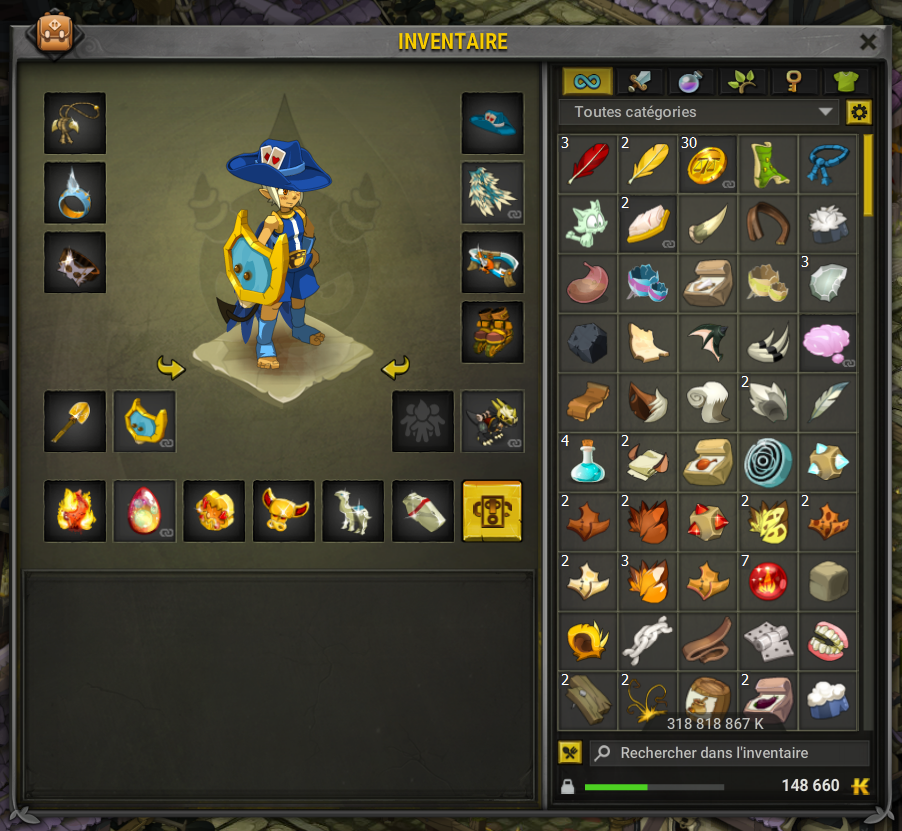 INVENTAIRE
Toutes catégories
3 2 30
2
3
2
4 2
2 2 2 2
2 3 7
2 2 2
318 818 867 K
Rechercher dans l'inventaire
148 660 K